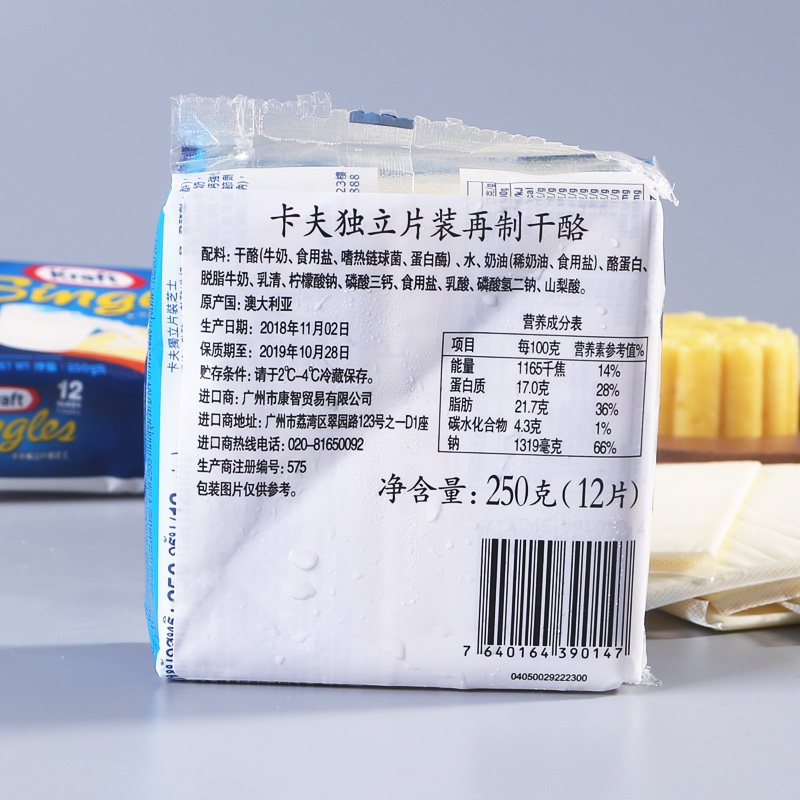 卡夫独立片装再制干酪
配料：干酪(牛奶、食用盐、嗜热链球菌、蛋白酶)、水、奶油(稀奶油、食用盐)、酪蛋白、
脱脂牛奶、乳清、柠檬酸钠、磷酸三钙、食用盐、乳酸、磷酸氢二钠、山梨酸。
原产国：澳大利亚
生产日期：2018年11月02日
保质期至：2019年10月28日
贮存条件：请于2℃-4℃冷藏保存。
进口商：广州市康智贸易有限公司
进口商地址：广州市荔湾区翠园路123号之一D1座
进口商热线电话：020-81650092
生产商注册编号：575
包装图片仅供参考。
营养成分表
项目 每100克 营养素参考值%
能量 1165千焦 14%
蛋白质 17.0克 28%
脂肪 21.7克 36%
碳水化合物 4.3克 1%
钠 1319毫克 66%
净含量：250克(12片)
7 640164 390147
04050029222300
卡夫独立片装芝士
Kraft
Singles
12